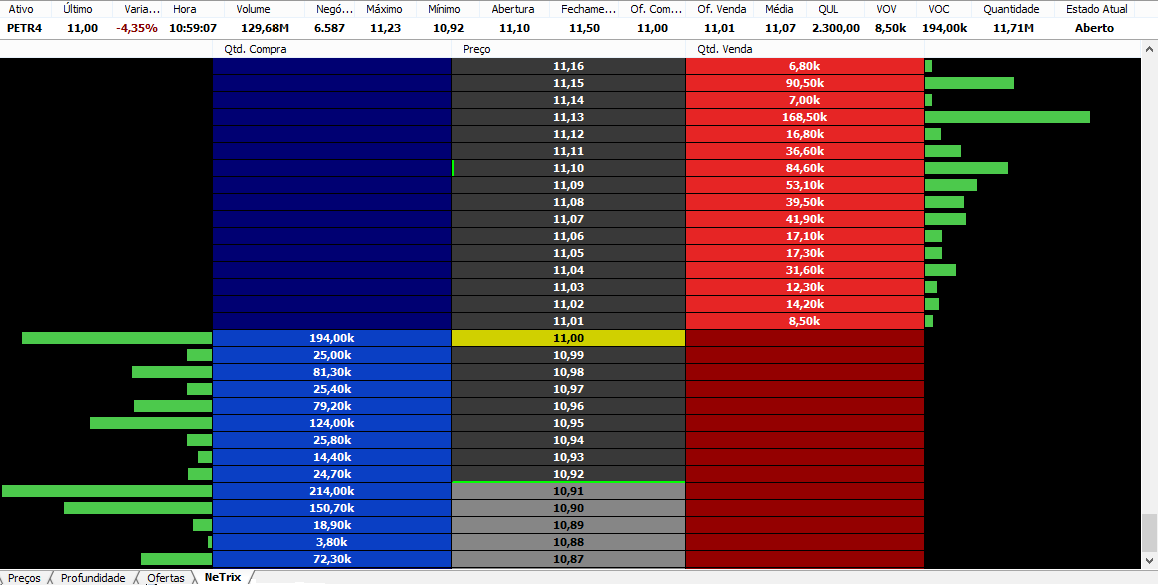 Ativo Último Varia... Hora Volume Negó... Máximo Mínimo Abertura Fechame... Of. Com... Of. Venda Média QUL VOV VOC Quantidade Estado Atual
PETR4 11,00 -4,35% 10:59:07 129,68M 6.587 11,23 10,92 11,10 11,50 11,00 11,01 11,07 2.300,00 8,50k 194,00k 11,71M Aberto
Qtd. Compra Preço Qtd. Venda
11,16 6,80k
11,15 90,50k
11,14 7,00k
11,13 168,50k
11,12 16,80k
11,11 36,60k
11,10 84,60k
11,09 53,10k
11,08 39,50k
11,07 41,90k
11,06 17,10k
11,05 17,30k
11,04 31,60k
11,03 12,30k
11,02 14,20k
11,01 8,50k
194,00k 11,00
25,00k 10,99
81,30k 10,98
25,40k 10,97
79,20k 10,96
124,00k 10,95
25,80k 10,94
14,40k 10,93
24,70k 10,92
214,00k 10,91
150,70k 10,90
18,90k 10,89
3,80k 10,88
72,30k 10,87
Preços Profundidade Ofertas NeTrix